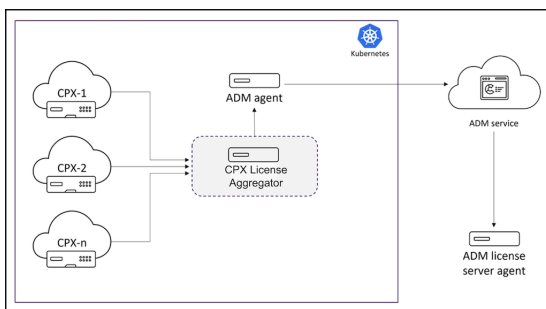 Kubernetes
CPX-1
CPX-2
CPX-n
ADM agent
CPX License
Aggregator
ADM service
ADM license
server agent